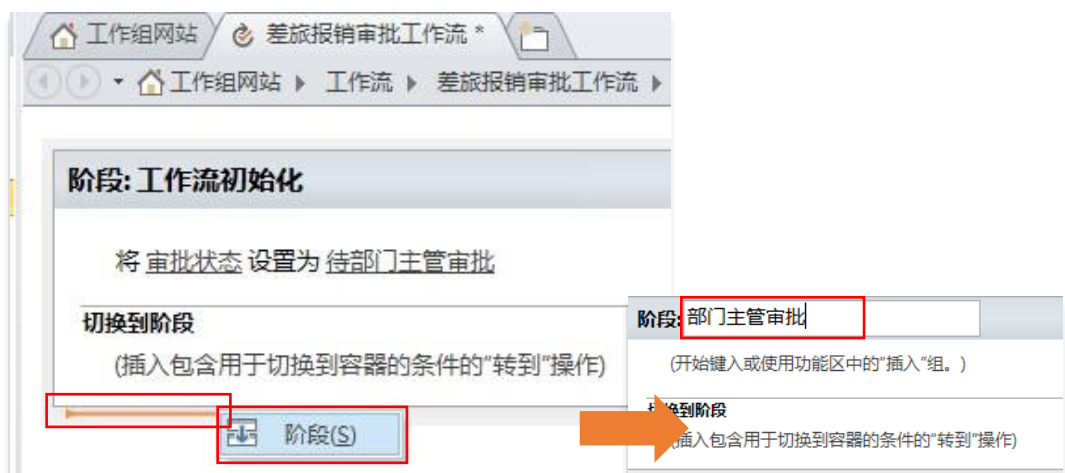 工作组网站 差旅报销审批工作流 *
工作组网站 工作流 差旅报销审批工作流
阶段: 工作流初始化
将 审批状态 设置为 待部门主管审批
切换到阶段
(插入包含用于切换到容器的条件的“转到”操作)
阶段(S)
阶段: 部门主管审批
(开始键入或使用功能区中的“插入”组。)
切换到阶段
(插入包含用于切换到容器的条件的“转到”操作)